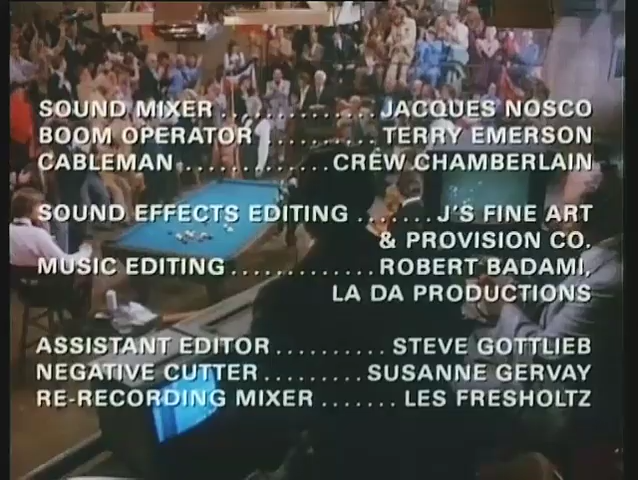 SOUND MIXER ............. JACQUES NOSCO
BOOM OPERATOR .......... TERRY EMERSON
CABLEMAN ............. CREW CHAMBERLAIN
SOUND EFFECTS EDITING ....... J'S FINE ART
& PROVISION CO.
MUSIC EDITING ............. ROBERT BADAMI,
LA DA PRODUCTIONS
ASSISTANT EDITOR .......... STEVE GOTTLIEB
NEGATIVE CUTTER ......... SUSANNE GERVAY
RE-RECORDING MIXER ....... LES FRESHOLTZ